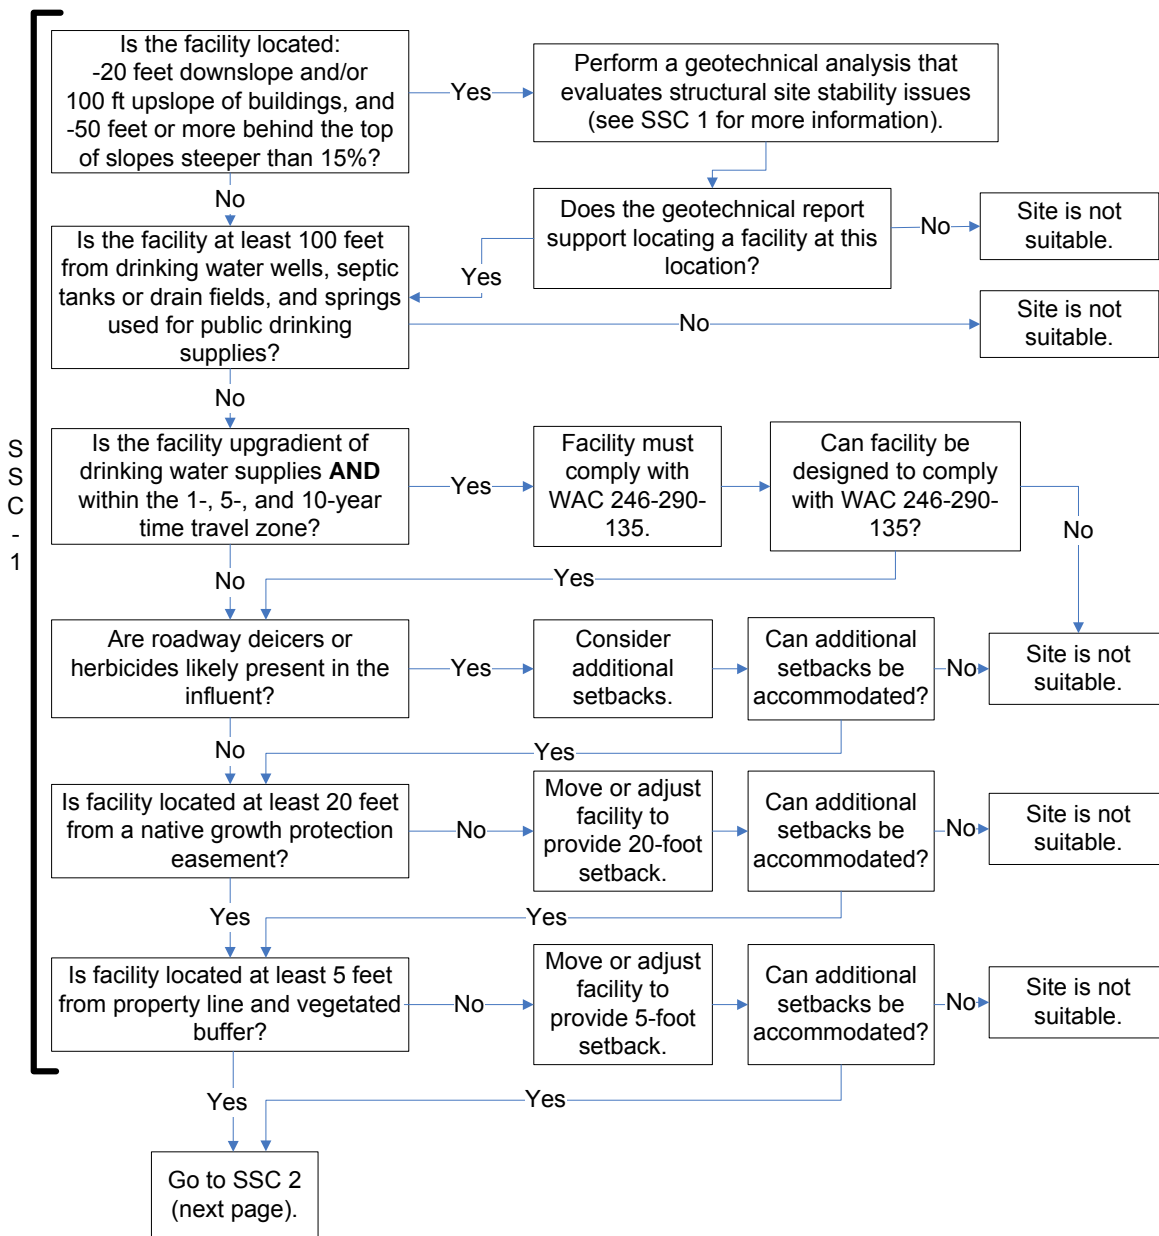 Is the facility located:
-20 feet downslope and/or
100 ft upslope of buildings, and
-50 feet or more behind the top
of slopes steeper than 15%?
Yes
Perform a geotechnical analysis that
evaluates structural site stability issues
(see SSC 1 for more information).
No
Does the geotechnical report
support locating a facility at this
location?
No
Site is not
suitable.
Yes
Is the facility at least 100 feet
from drinking water wells, septic
tanks or drain fields, and springs
used for public drinking
supplies?
No
Site is not
suitable.
No
S
S
C
-
1
Is the facility upgradient of
drinking water supplies AND
within the 1-, 5-, and 10-year
time travel zone?
Yes
Facility must
comply with
WAC 246-290-
135.
Can facility be
designed to comply
with WAC 246-290-
135?
No
No
Yes
Are roadway deicers or
herbicides likely present in the
influent?
Yes
Consider
additional
setbacks.
Can additional
setbacks be
accommodated?
No
Site is not
suitable.
No
Yes
Is facility located at least 20 feet
from a native growth protection
easement?
No
Move or adjust
facility to
provide 20-foot
setback.
Can additional
setbacks be
accommodated?
No
Site is not
suitable.
Yes
Yes
Is facility located at least 5 feet
from property line and vegetated
buffer?
No
Move or adjust
facility to
provide 5-foot
setback.
Can additional
setbacks be
accommodated?
No
Site is not
suitable.
Yes
Yes
Go to SSC 2
(next page).